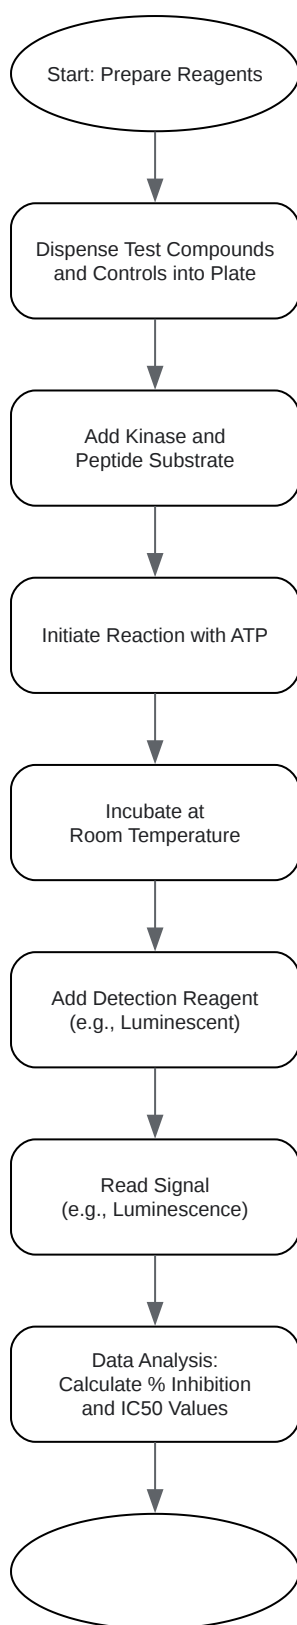 Start: Prepare Reagents
Dispense Test Compounds
and Controls into Plate
Add Kinase and
Peptide Substrate
Initiate Reaction with ATP
Incubate at
Room Temperature
Add Detection Reagent
(e.g., Luminescent)
Read Signal
(e.g., Luminescence)
Data Analysis:
Calculate % Inhibition
and IC50 Values